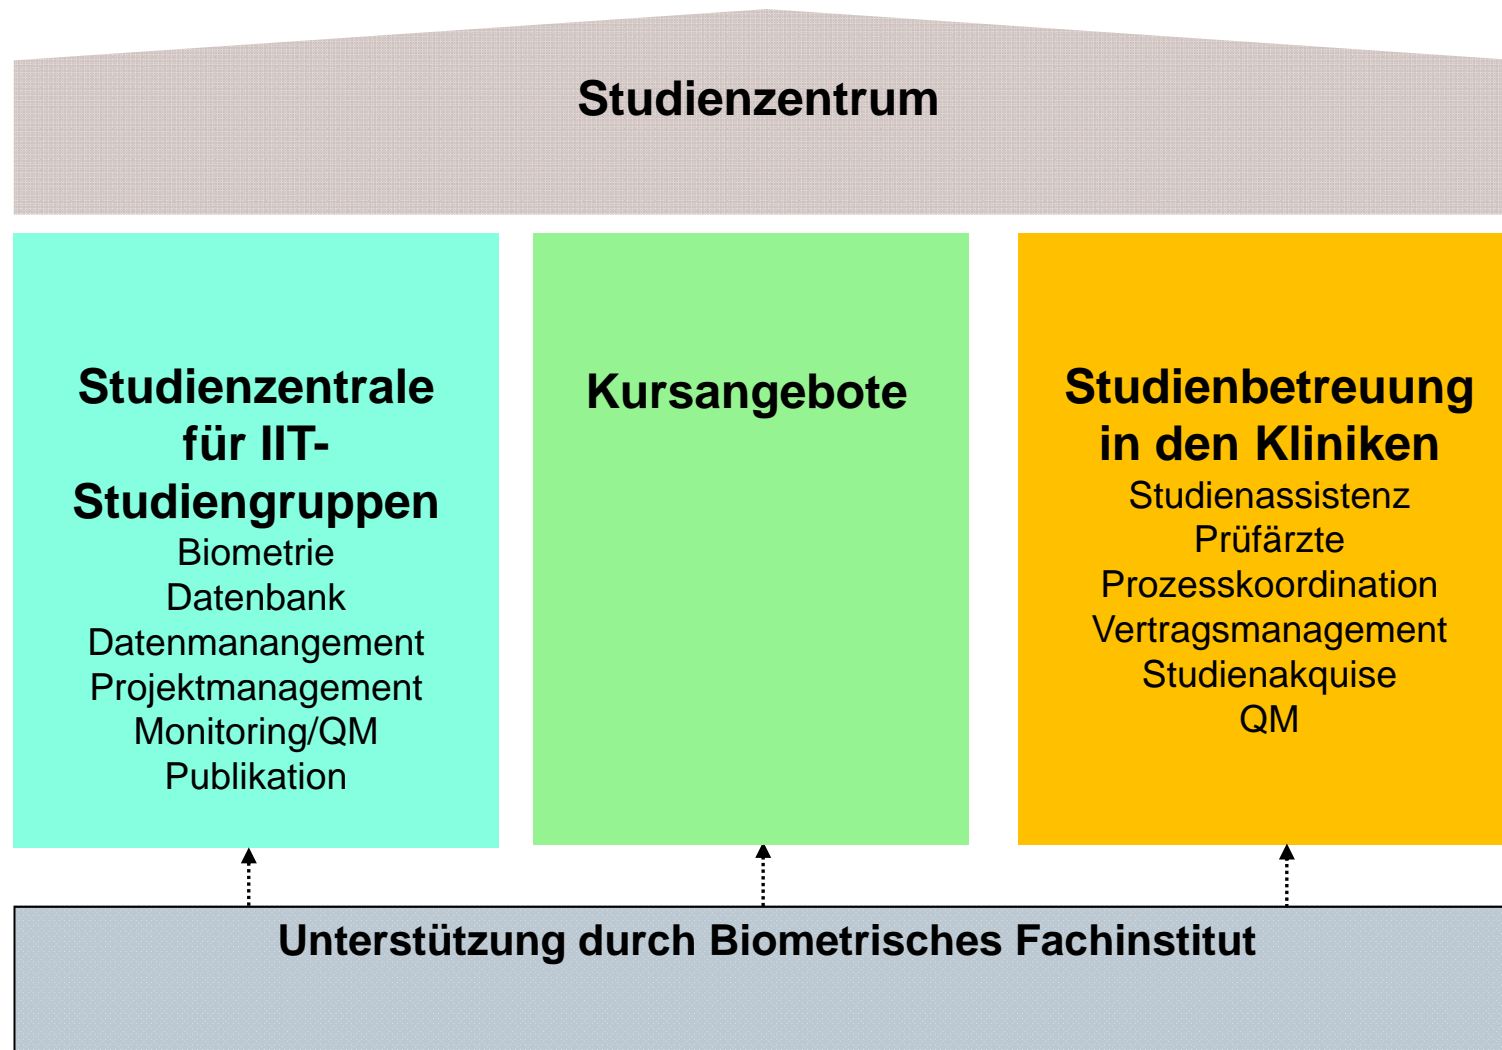 Studienzentrum
Studienzentrale
für IIT-
Studiengruppen
Biometrie
Datenbank
Datenmanangement
Projektmanagement
Monitoring/QM
Publikation
Kursangebote
Studienbetreuung
in den Kliniken
Studienassistenz
Prüfärzte
Prozesskoordination
Vertragsmanagement
Studienakquise
QM
Unterstützung durch Biometrisches Fachinstitut